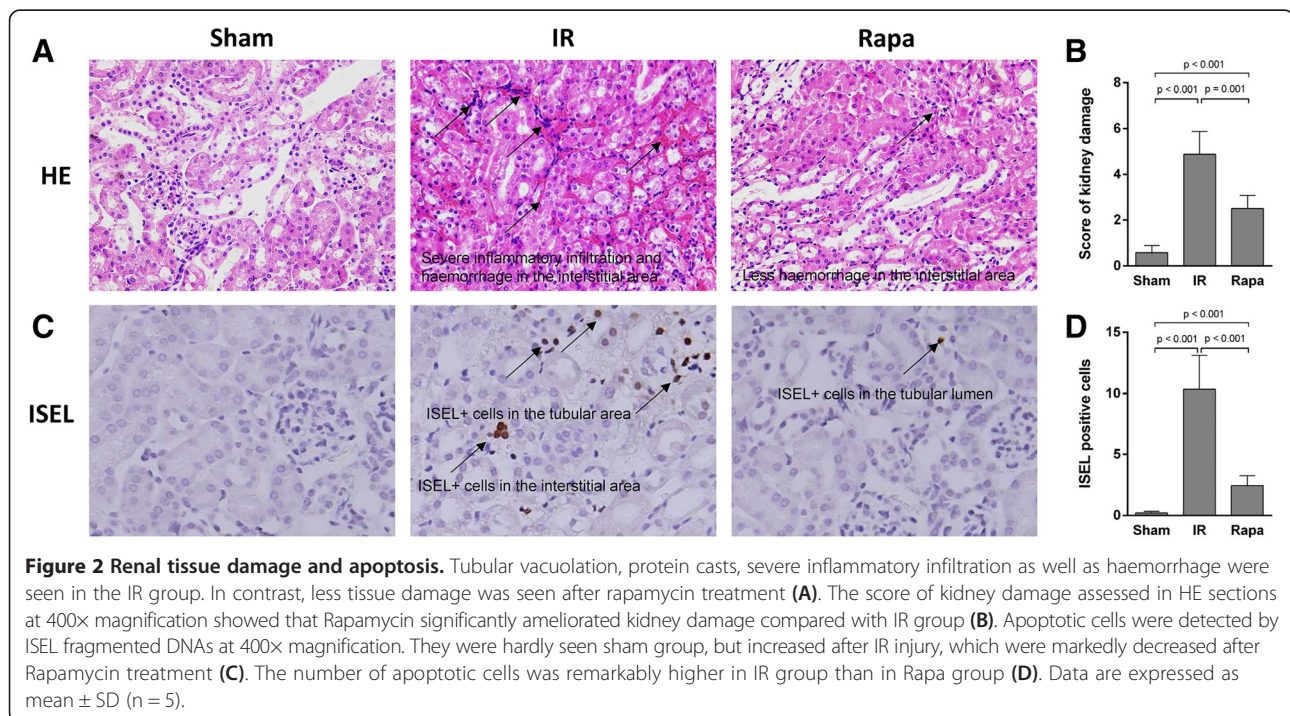 Sham IR Rapa
A
HE
Severe inflammatory infiltration and
haemorrhage in the interstitial area
Less haemorrhage in the interstitial area
B
p < 0.001
p < 0.001 p = 0.001
Score of kidney damage
8
6
4
2
0
Sham IR Rapa
C
ISEL
ISEL+ cells in the tubular area
ISEL+ cells in the interstitial area
ISEL+ cells in the tubular lumen
D
p < 0.001
p < 0.001 p < 0.001
ISEL positive cells
15
10
5
0
Sham IR Rapa
Figure 2 Renal tissue damage and apoptosis. Tubular vacuolation, protein casts, severe inflammatory infiltration as well as haemorrhage were
seen in the IR group. In contrast, less tissue damage was seen after rapamycin treatment (A). The score of kidney damage assessed in HE sections
at 400× magnification showed that Rapamycin significantly ameliorated kidney damage compared with IR group (B). Apoptotic cells were detected by
ISEL fragmented DNAs at 400× magnification. They were hardly seen sham group, but increased after IR injury, which were markedly decreased after
Rapamycin treatment (C). The number of apoptotic cells was remarkably higher in IR group than in Rapa group (D). Data are expressed as
mean ± SD (n = 5).